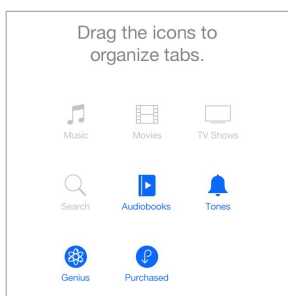 Drag the icons to
organize tabs.
Music Movies TV Shows
Search Audiobooks Tones
Genius Purchased